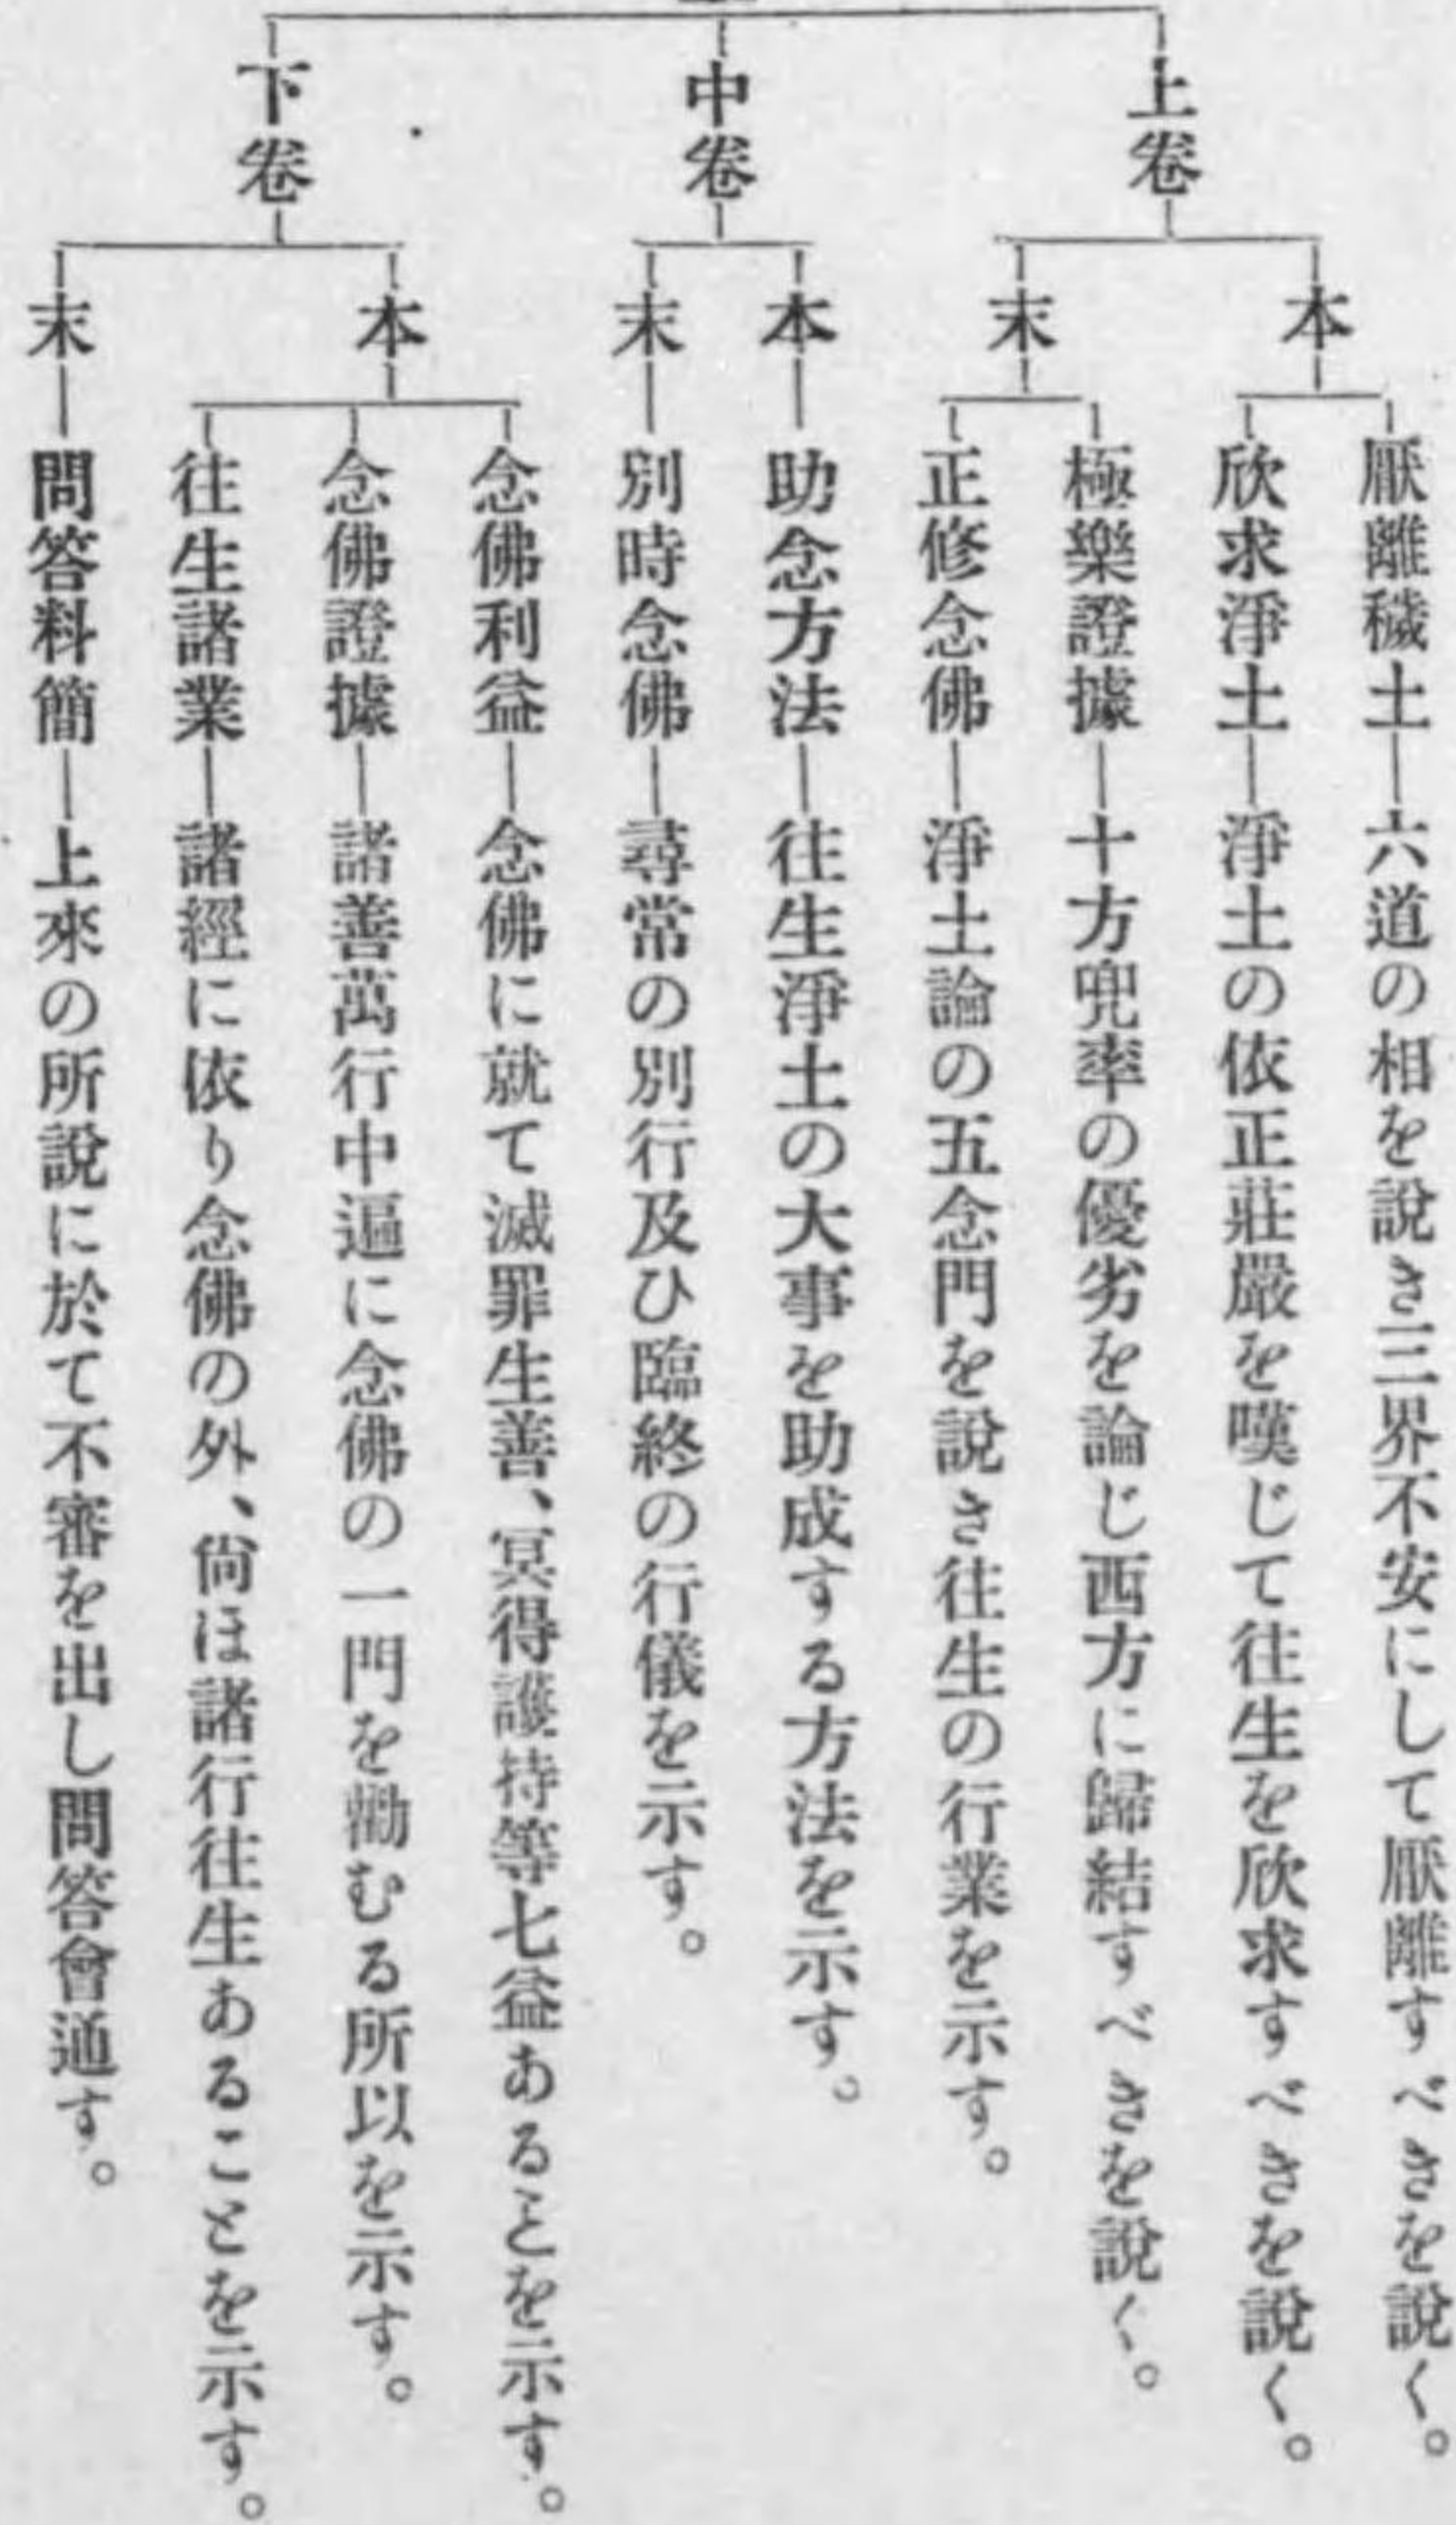 上卷
本
厭離穢土―六道の相を說き三界不安にして厭離すべきを說く。
欣求淨土―淨土の依正莊嚴を嘆じて往生を欣求すべきを說く。
末
極樂證據―十方兜率の優劣を論じ西方に歸結すべきを說く。
正修念佛―淨土論の五念門を說き往生の行業を示す。
中卷
本―助念方法―往生淨土の大事を助成する方法を示す。
末―別時念佛―尋常の別行及ひ臨終の行儀を示す。
下卷
本
念佛利益―念佛に就て滅罪生善、冥得護持等七益あるとを示す。
念佛證據―諸善萬行中遍に念佛の一門を勸むる所以を示す。
往生諸業―諸經に依り念佛の外、尙ほ諸行往生あることを示す。
末―問答料簡―上來の所說に於て不審を出し問答會通す。